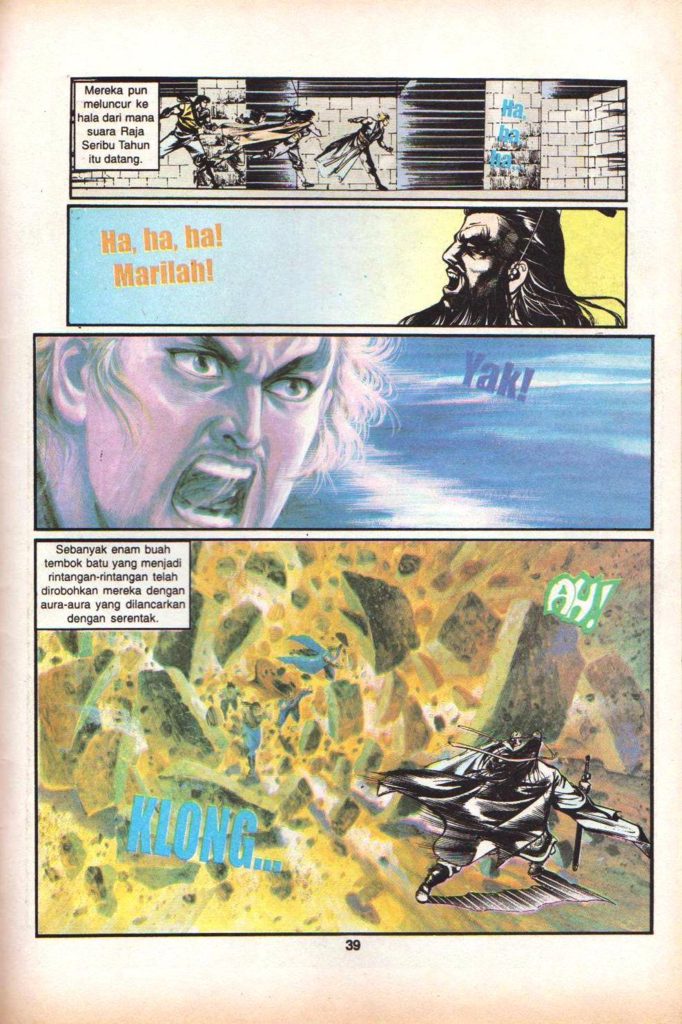 Mereka pun
meluncur ke
hala dari mana
suara Raja
Seribu Tahun
itu datang.
Ha,
ha,
ha...
Ha, ha, ha!
Marilah!
Yak!
Sebanyak enam buah
tembok batu yang menjadi
rintangan-rintangan telah
dirobohkan mereka dengan
aura-aura yang dilancarkan
dengan serentak.
AH!
KLONG...
39